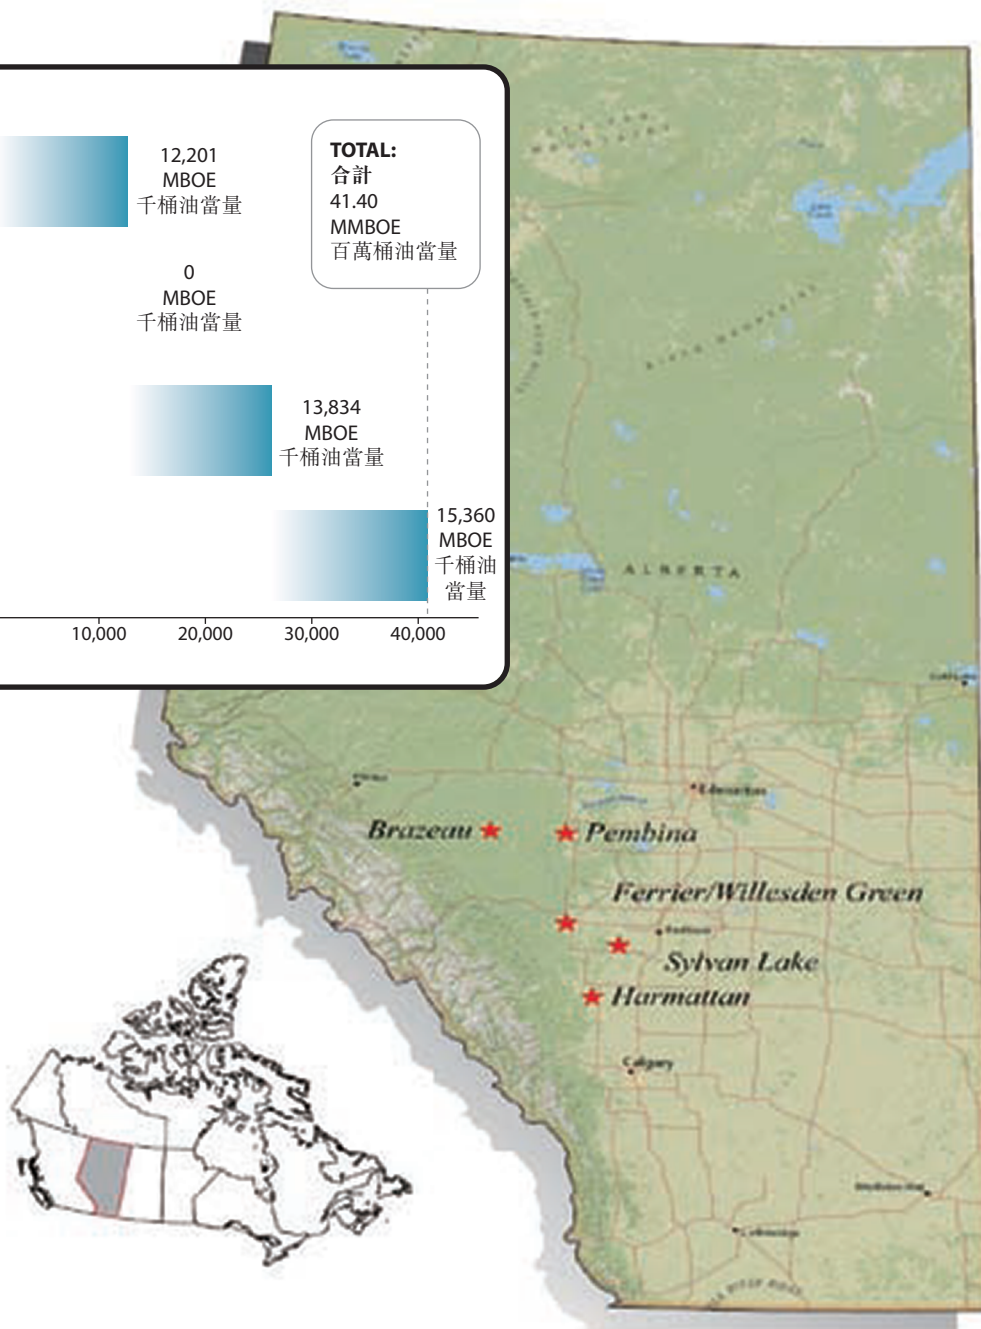 12,201
MBOE
千桶油當量
TOTAL:
合計
41.40
MMBOE
百萬桶油當量
0
MBOE
千桶油當量
13,834
MBOE
千桶油當量
15,360
MBOE
千桶油
當量
10,000
20,000
30,000
40,000
ALBERTA
Edmonton
Brazeau
Pembina
Ferrier/Willesden Green
Sylvan Lake
Harmattan
Calgary
Lethbridge